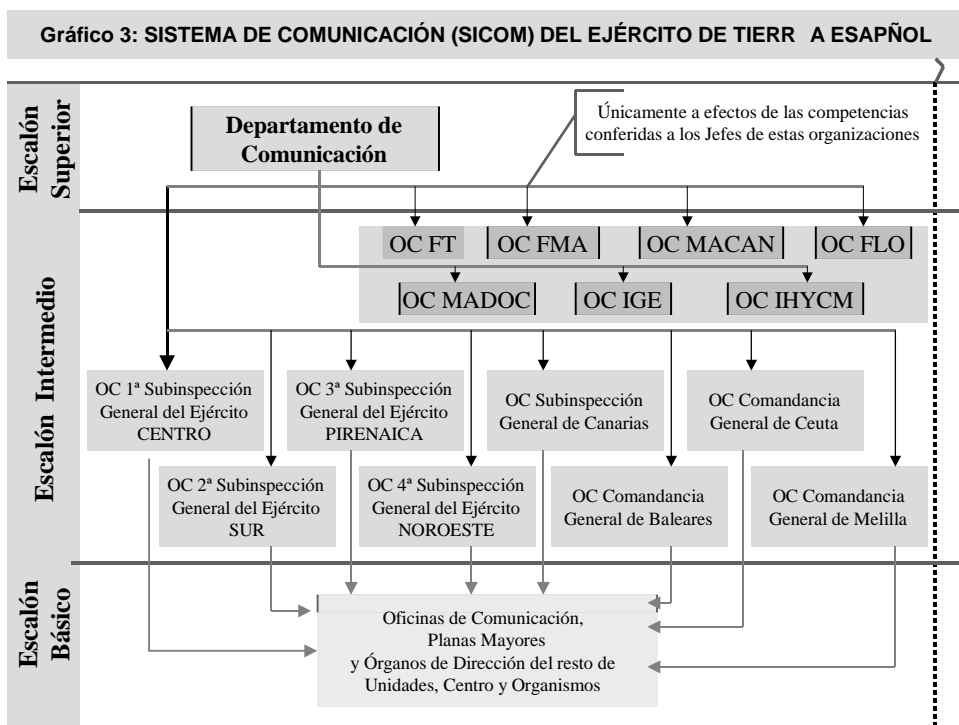 Gráfico 3: SISTEMA DE COMUNICACIÓN (SICOM) DEL EJÉRCITO DE TIERR A ESAPÑOL
Escalón
Superior
Departamento de
Comunicación
Únicamente a efectos de las competencias
conferidas a los Jefes de estas organizaciones
Escalón Intermedio
OC FT
OC FMA
OC MACAN
OC FLO
OC MADOC
OC IGE
OC IHYCM
OC 1ª Subinspección
General del Ejército
CENTRO
OC 3ª Subinspección
General del Ejército
PIRENAICA
OC Subinspección
General de Canarias
OC Comandancia
General de Ceuta
OC 2ª Subinspección
General del Ejército
SUR
OC 4ª Subinspección
General del Ejército
NOROESTE
OC Comandancia
General de Baleares
OC Comandancia
General de Melilla
Escalón
Básico
Oficinas de Comunicación,
Planas Mayores
y Órganos de Dirección del resto de
Unidades, Centro y Organismos